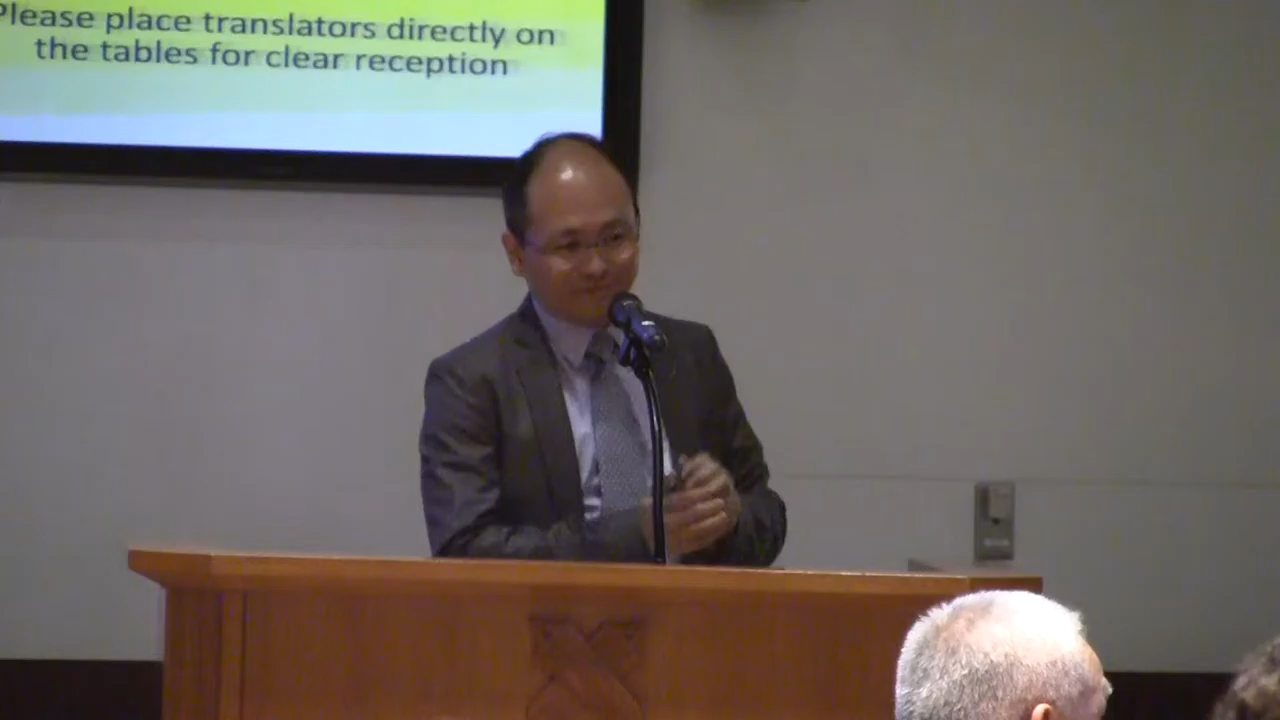 Please place translators directly on
the tables for clear reception